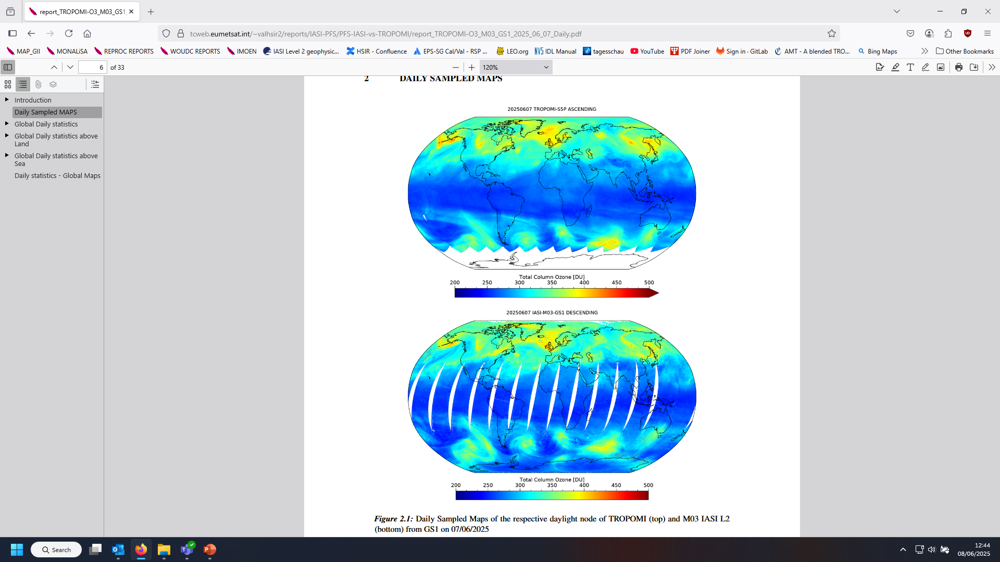 report_TROPOMI-O3_M03_GS1_
tcweb.eumetsat.int/~valhsir2/reports/IASI-PFS/PFS-IASI-vs-TROPOMI/report_TROPOMI-O3_M03_GS1_2025_06_07_Daily.pdf
MAP_GII MONALiSA REPROC REPORTS WOUDC REPORTS IMOEN IASI Level 2 geophysic... HSIR - Confluence EPS-SG Cal/Val - RSP ... LEO.org NV5 IDL Manual tagesschau YouTube PDF Joiner Sign in · GitLab AMT - A blended TRO... Bing Maps Other Bookmarks
6 of 33 120%
Introduction
Daily Sampled MAPS
Global Daily statistics
Global Daily statistics above
Land
Global Daily statistics above
Sea
Daily statistics - Global Maps
2 DAILY SAMPLED MAPS
20250607 TROPOMI-S5P ASCENDING
Total Column Ozone [DU]
200 250 300 350 400 450 500
20250607 IASI-M03-GS1 DESCENDING
Total Column Ozone [DU]
200 250 300 350 400 450 500
Figure 2.1: Daily Sampled Maps of the respective daylight node of TROPOMI (top) and M03 IASI L2
(bottom) from GS1 on 07/06/2025
Search
12:44
08/06/2025